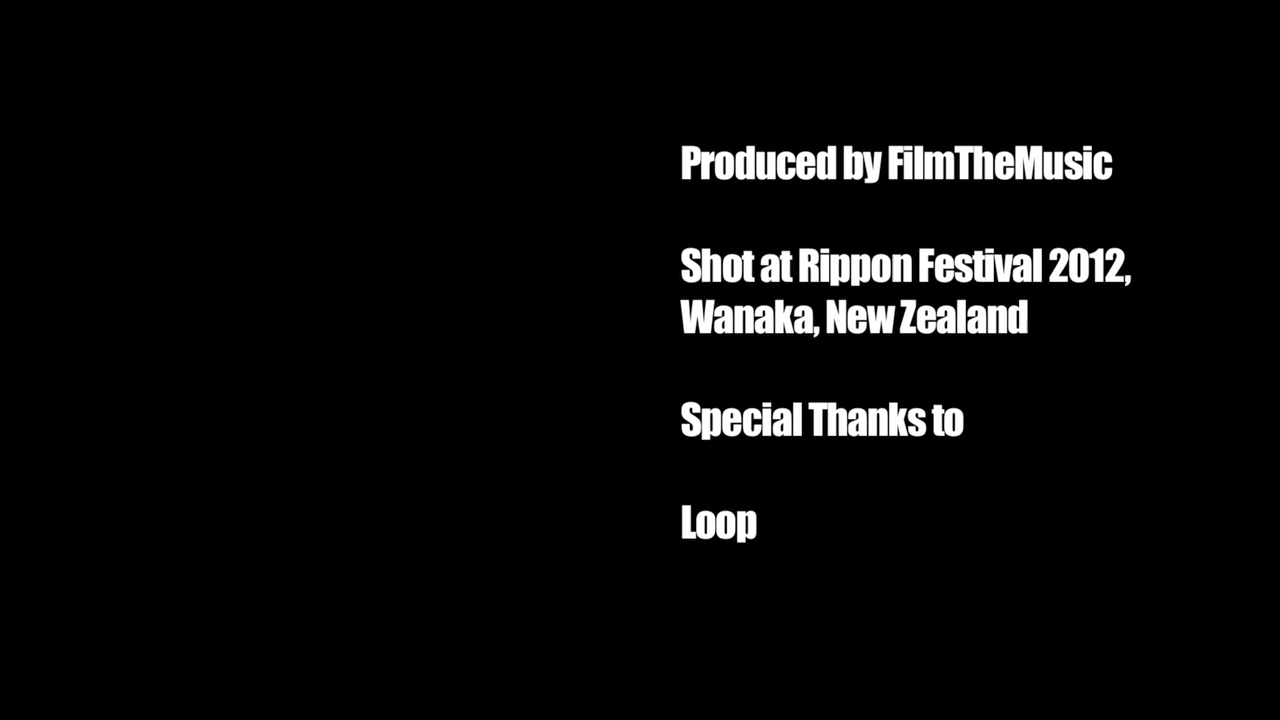 Produced by FilmTheMusic
Shot at Rippon Festival 2012,
Wanaka, New Zealand
Special Thanks to
Loop